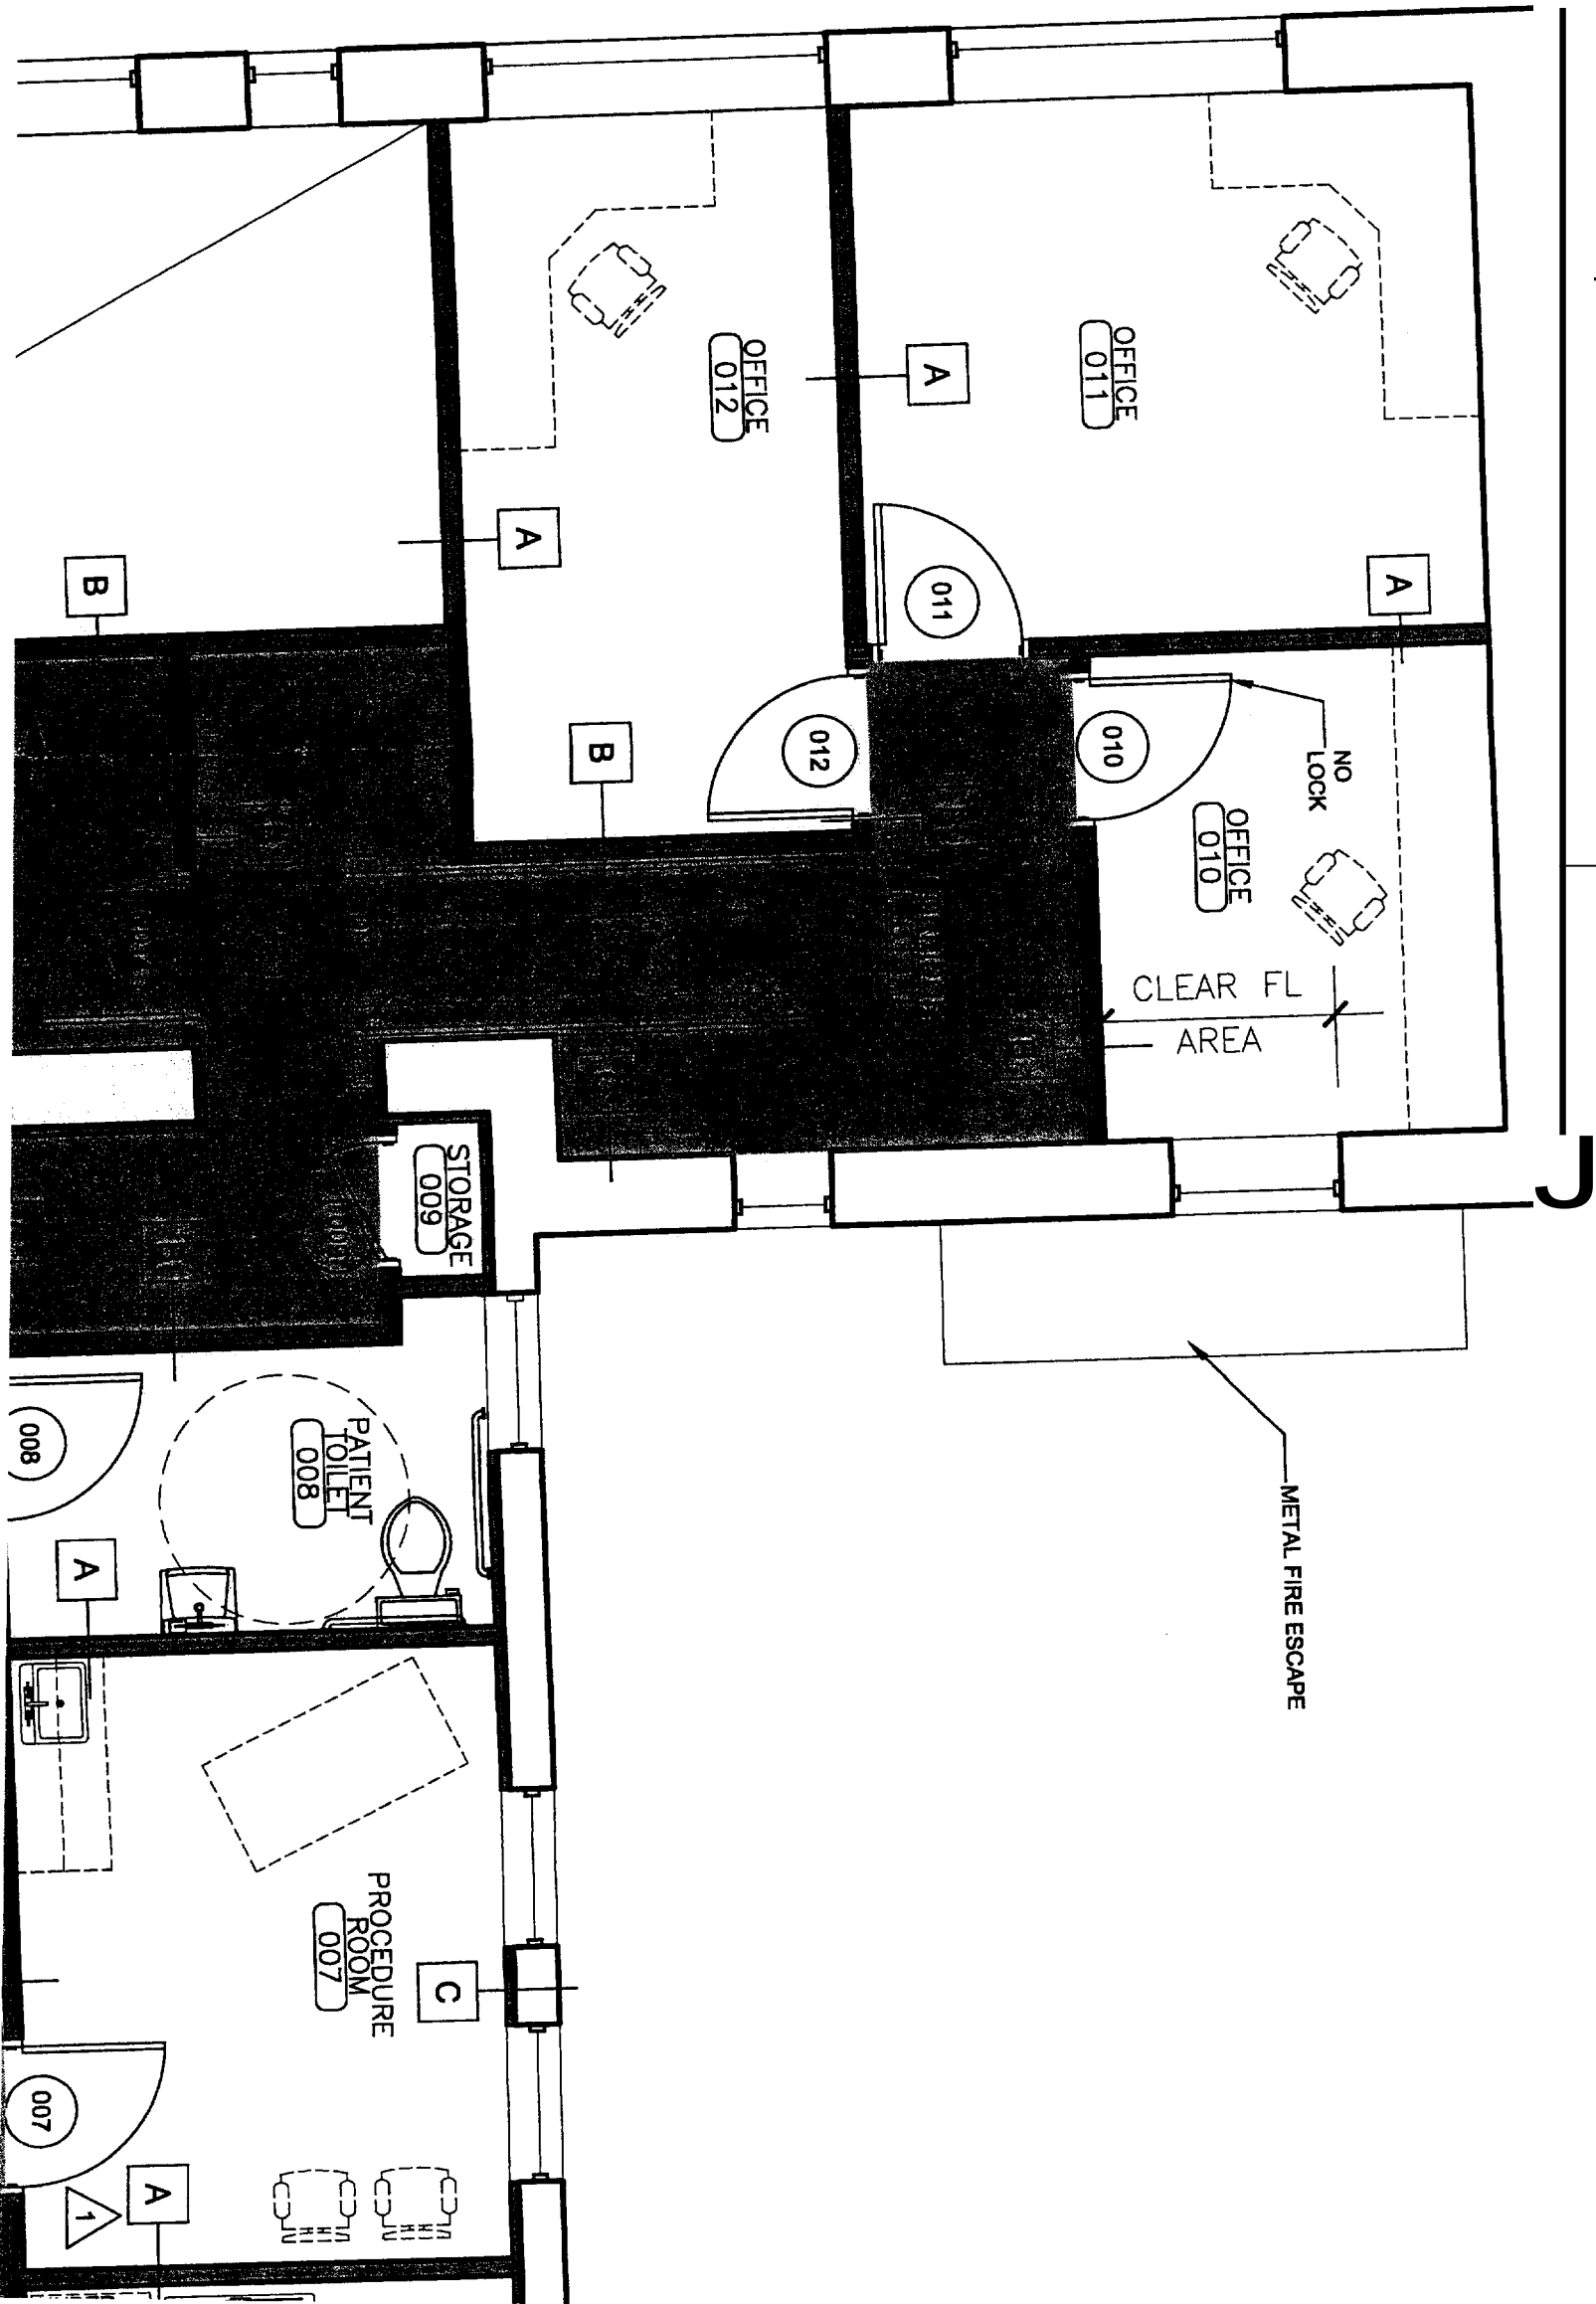 OFFICE
011
A
OFFICE
012
A
A
B
011
B
012
010
NO
LOCK
OFFICE
010
CLEAR FL
AREA
J
STORAGE
009
METAL FIRE ESCAPE
008
PATIENT
TOILET
008
A
PROCEDURE
ROOM
007
C
007
A
1